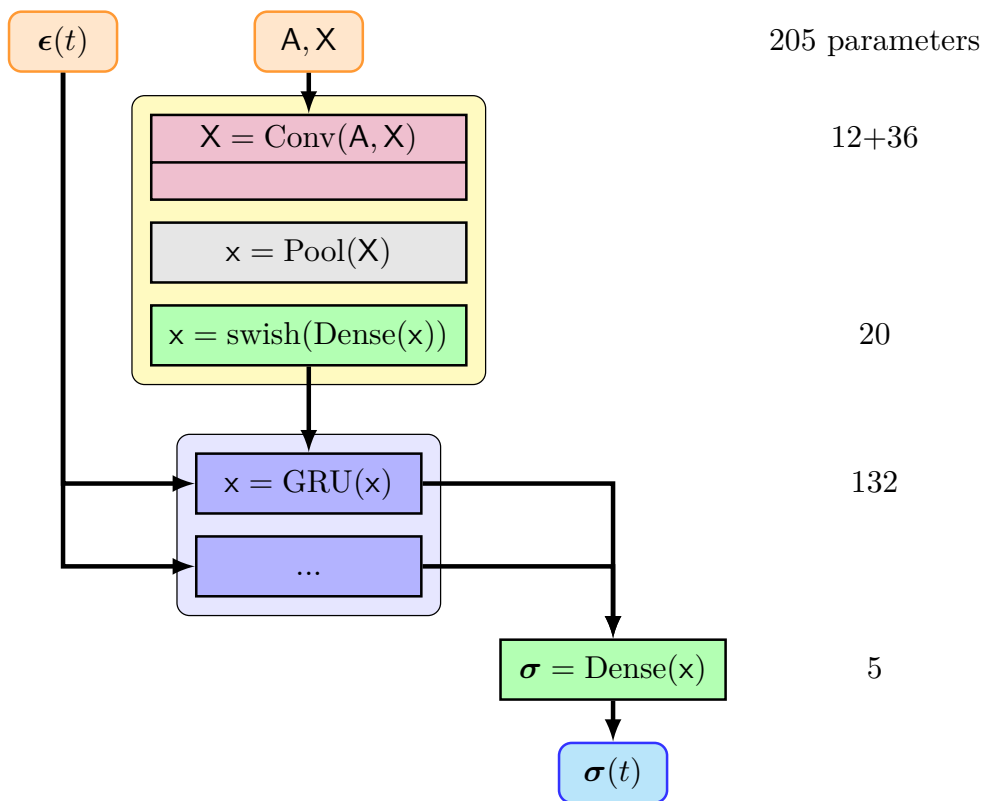 𝝐(t) A, X 205 parameters
X = Conv(A, X) 12+36
x = Pool(X)
x = swish(Dense(x)) 20
x = GRU(x) 132
...
𝝈 = Dense(x) 5
𝝈(t)